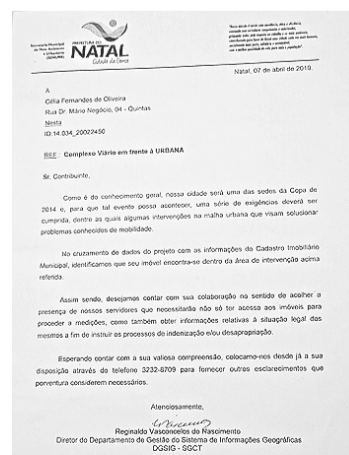 Secretaria Municipal
de Meio Ambiente
e Urbanismo
(SEMURB)
PREFEITURA DO
NATAL
Natal, 07 de abril de 2010.
A
Célia Fernandes de Oliveira
Rua Dr. Mário Negócio, 04 - Quintas
Nesta
ID:14.034_20022450
REF.: Complexo Viário em frente à URBANA
Sr. Contribuinte,
Como é do conhecimento geral, nossa cidade será uma das sedes da Copa de
2014 e, para que tal evento possa acontecer, uma série de exigências deverá ser
cumprida, dentre as quais algumas intervenções na malha urbana que visam solucionar
problemas conhecidos de mobilidade.
No cruzamento de dados do projeto com as informações do Cadastro Imobiliário
Municipal, identificamos que seu imóvel encontra-se dentro da área de intervenção acima
referida.
Assim sendo, desejamos contar com sua colaboração no sentido de acolher a
presença de nossos servidores que necessitarão não só ter acesso aos imóveis para
proceder a medições, como também obter informações relativas à situação legal dos
mesmos a fim de instruir os processos de indenização e/ou desapropriação.
Esperando contar com a sua valiosa compreensão, colocamo-nos desde já a sua
disposição através do telefone 3232-8709 para fornecer outros esclarecimentos que
porventura considerem necessários.
Atenciosamente,
Reginaldo Vasconcelos do Nascimento
Diretor do Departamento de Gestão do Sistema de Informações Geográficas
DGSIG - SGCT